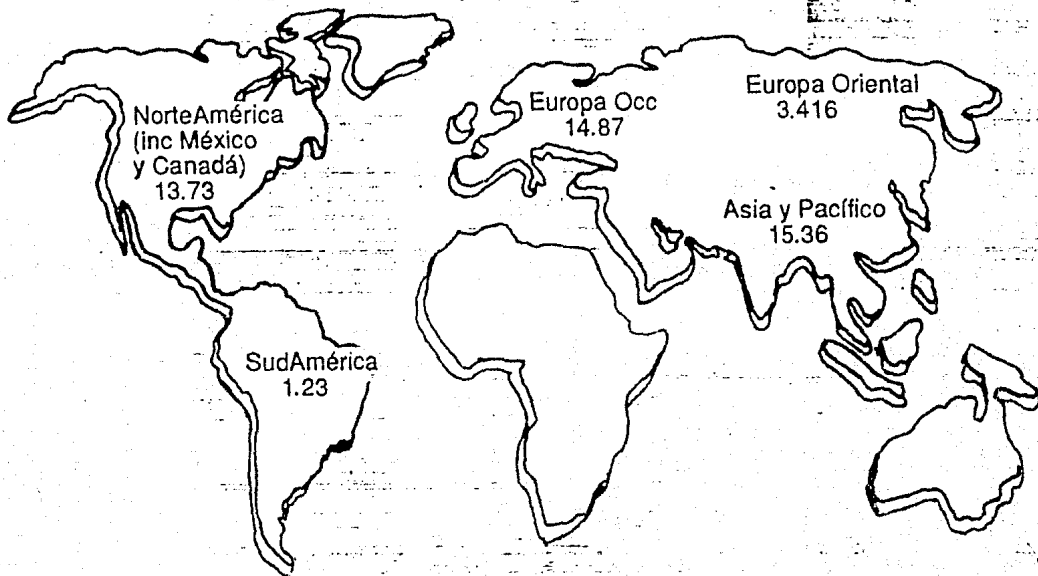 NorteAmérica
(inc México
y Canadá)
13.73
Europa Occ
14.87
Europa Oriental
3.416
Asia y Pacífico
15.36
SudAmérica
1.23